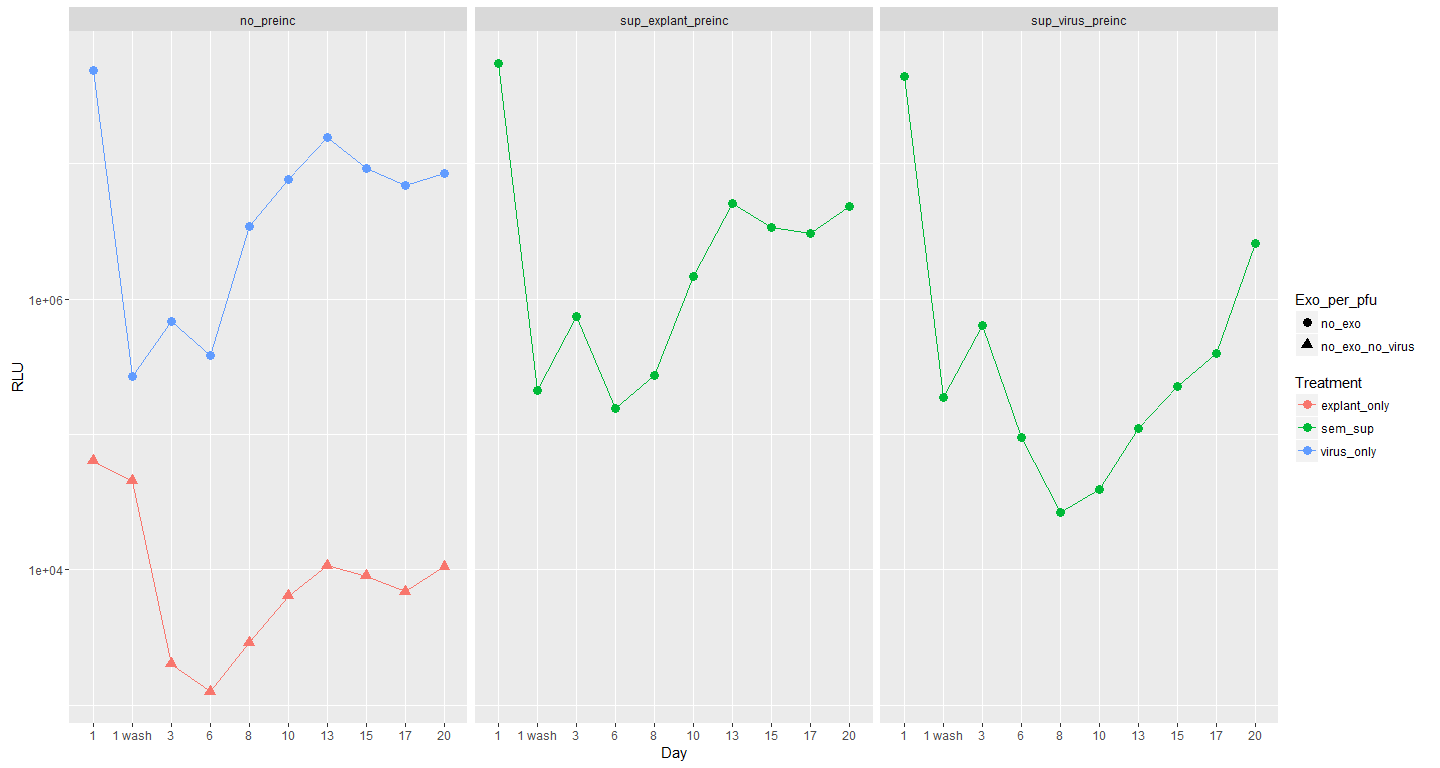 no_preinc sup_explant_preinc sup_virus_preinc
RLU
1e+06
1e+04
1 1 wash 3 6 8 10 13 15 17 20 1 1 wash 3 6 8 10 13 15 17 20 1 1 wash 3 6 8 10 13 15 17 20
Day
Exo_per_pfu
no_exo
no_exo_no_virus
Treatment
explant_only
sem_sup
virus_only